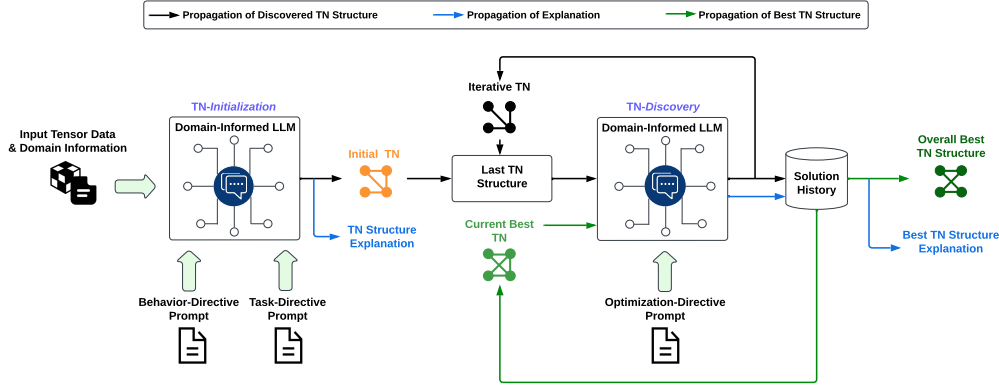 Propagation of Discovered TN Structure
Propagation of Explanation
Propagation of Best TN Structure
Input Tensor Data
& Domain Information
TN-Initialization
Domain-Informed LLM
Behavior-Directive
Prompt
Task-Directive
Prompt
Initial TN
TN Structure
Explanation
Iterative TN
Last TN
Structure
Current Best
TN
TN-Discovery
Domain-Informed LLM
Optimization-Directive
Prompt
Solution
History
Overall Best
TN Structure
Best TN Structure
Explanation